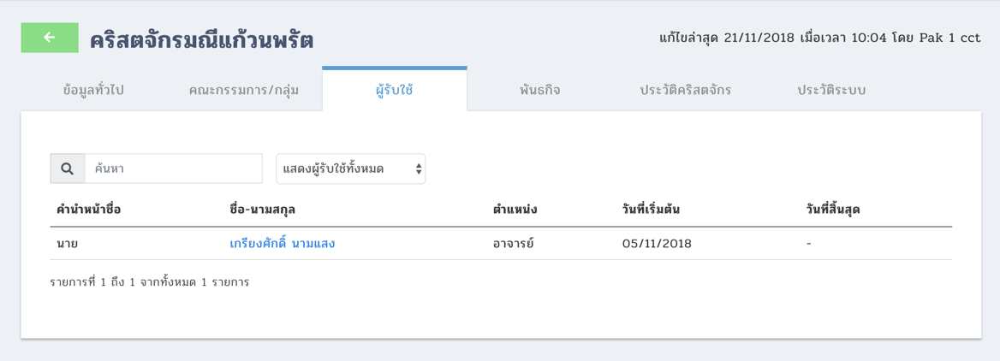 คริสตจักรมณีแก้วนพรัต
แก้ไขล่าสุด 21/11/2018 เมื่อเวลา 10:04 โดย Pak 1 cct
ข้อมูลทั่วไป คณะกรรมการ/กลุ่ม ผู้รับใช้ พันธกิจ ประวัติคริสตจักร ประวัติระบบ
ค้นหา แสดงผู้รับใช้ทั้งหมด
คำนำหน้าชื่อ ชื่อ-นามสกุล ตำแหน่ง วันที่เริ่มต้น วันที่สิ้นสุด
นาย เกรียงศักดิ์ นามแสง อาจารย์ 05/11/2018 -
รายการที่ 1 ถึง 1 จากทั้งหมด 1 รายการ